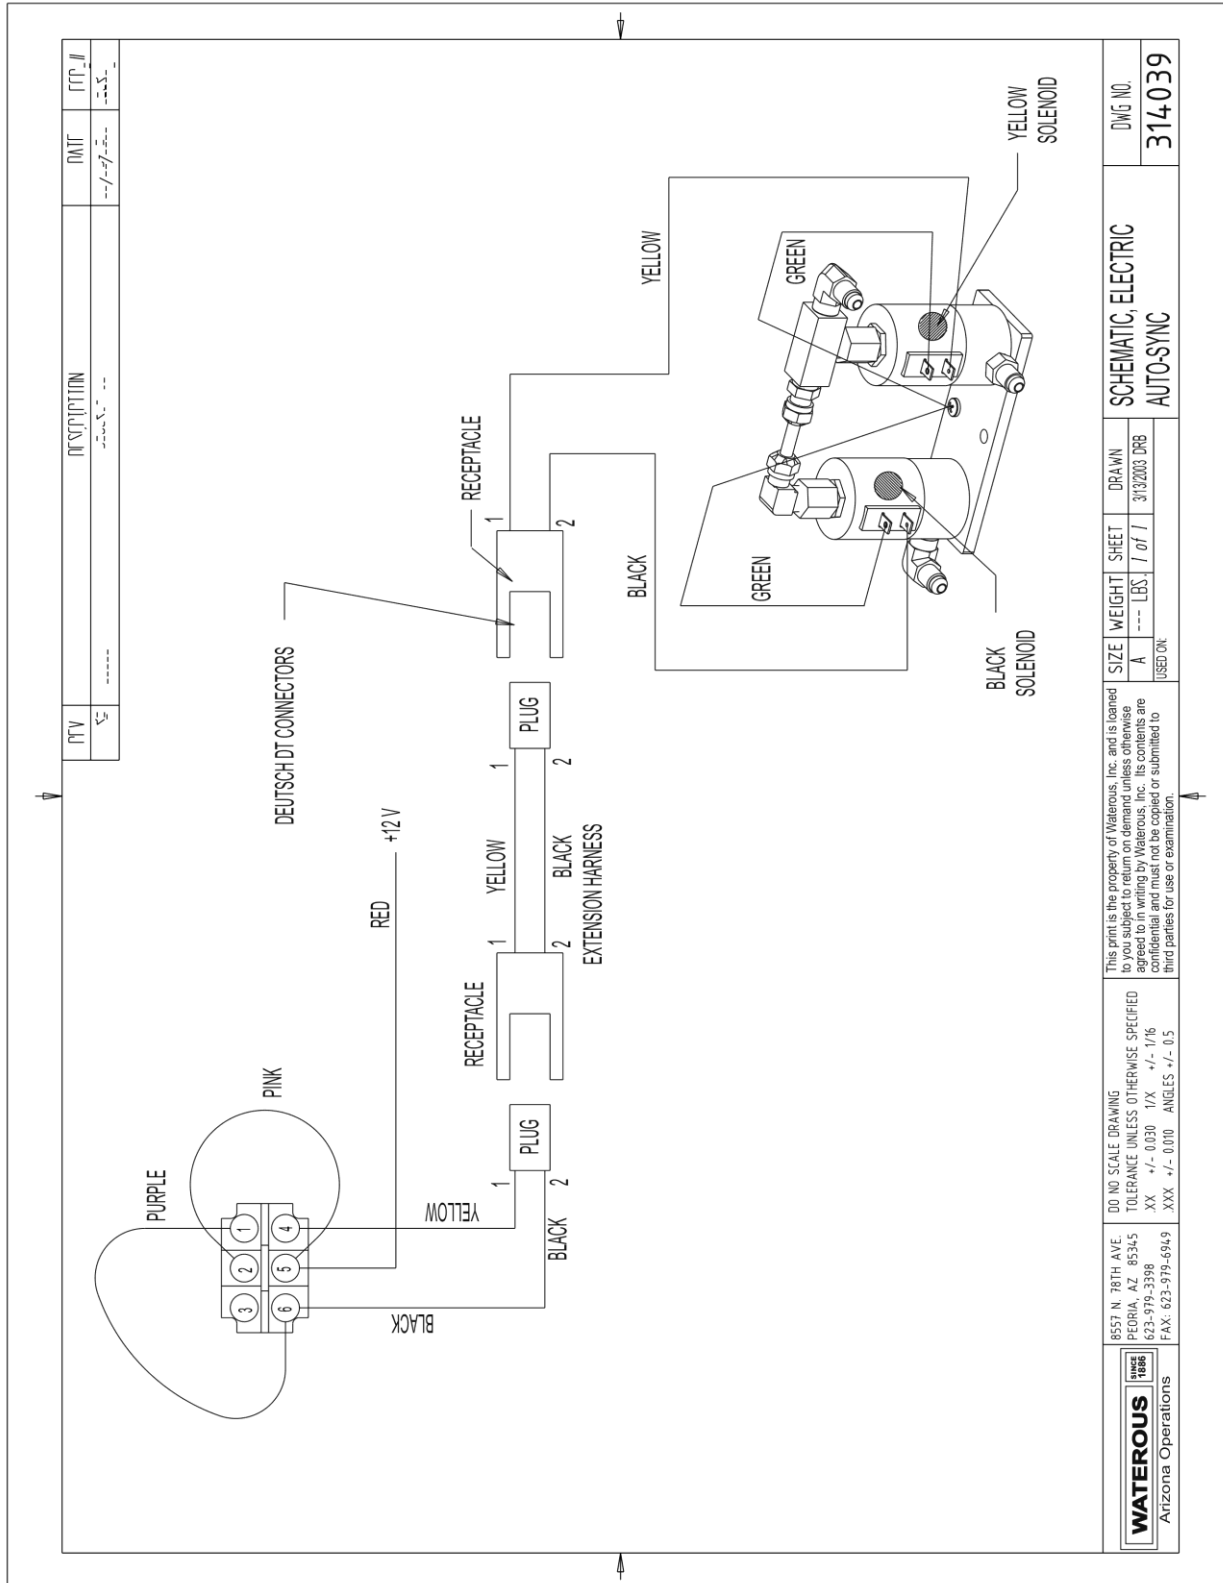 PURPLE
PINK
1
2
3
4
5
6
RED
+12 V
YELLOW
BLACK
BLACK
1
PLUG
2
RECEPTACLE
1
YELLOW
1
2
BLACK
2
EXTENSION HARNESS
PLUG
DEUTSCH DT CONNECTORS
1
RECEPTACLE
2
YELLOW
GREEN
BLACK
GREEN
YELLOW
SOLENOID
BLACK
SOLENOID
WATEROUS
SINCE
1886
Arizona Operations
8557 N. 78TH AVE.
PEORIA, AZ 85345
623-979-3398
FAX: 623-979-6949
DO NO SCALE DRAWING
TOLERANCE UNLESS OTHERWISE SPECIFIED
.XX +/- 0.030 1/X +/- 1/16
.XXX +/- 0.010 ANGLES +/- 0.5
This print is the property of Waterous, Inc. and is loaned
to you subject to return on demand unless otherwise
agreed to in writing by Waterous, Inc. Its contents are
confidential and must not be copied or submitted to
third parties for use or examination.
SIZE
A
WEIGHT
--- LBS.
SHEET
1 of 1
DRAWN
3/13/2003 DRB
USED ON:
SCHEMATIC, ELECTRIC
AUTO-SYNC
DWG NO.
314039